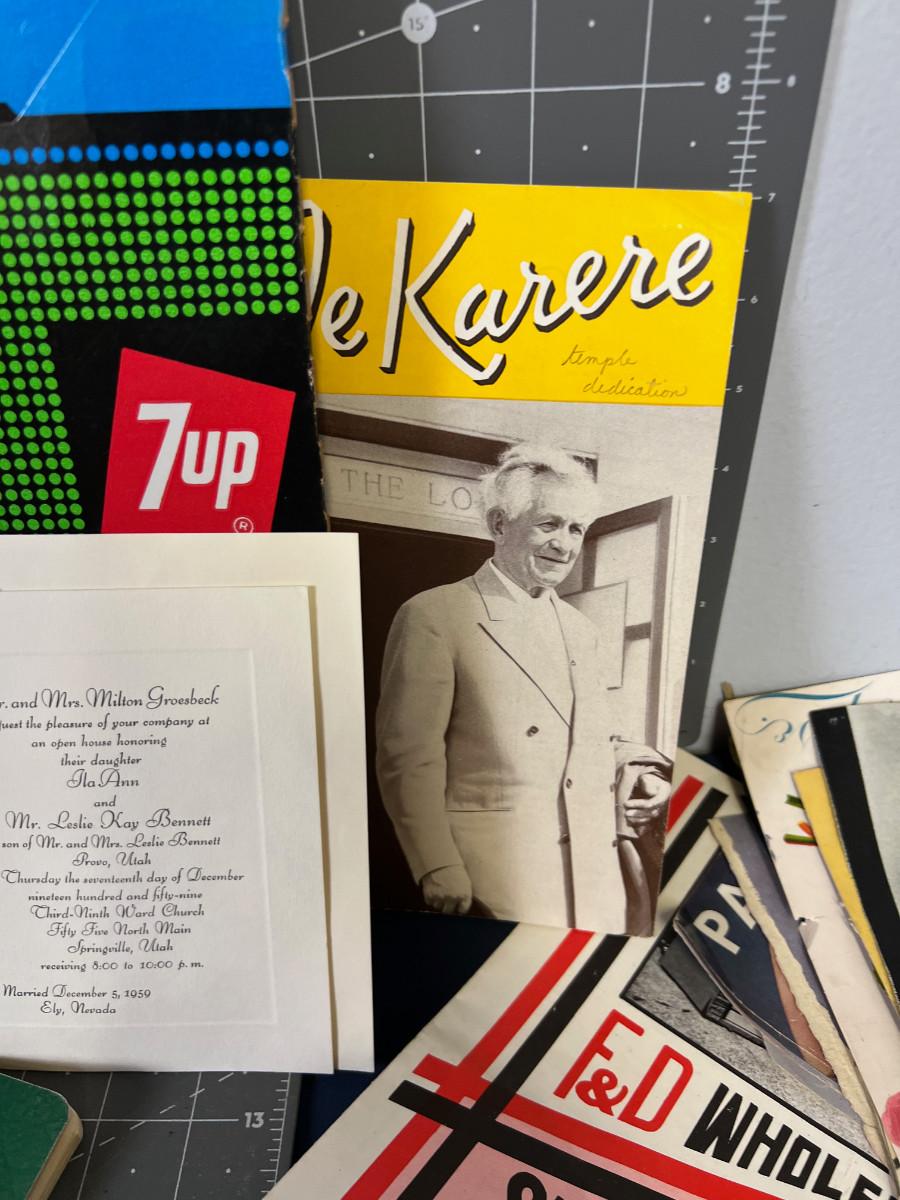 15°
8
8
7
6
5
4
3
2
e Karere
temple
dedication
THE LO
7up
®
r. and Mrs. Milton Groesbeck
uest the pleasure of your company at
an open house honoring
their daughter
Ila Ann
and
Mr. Leslie Kay Bennett
son of Mr. and Mrs. Leslie Bennett
Provo, Utah
Thursday the seventeenth day of December
nineteen hundred and fifty-nine
Third-Ninth Ward Church
Fifty Five North Main
Springville, Utah
receiving 8:00 to 10:00 p. m.
Married December 5, 1959
Ely, Nevada
PA
F&D WHOLE
13